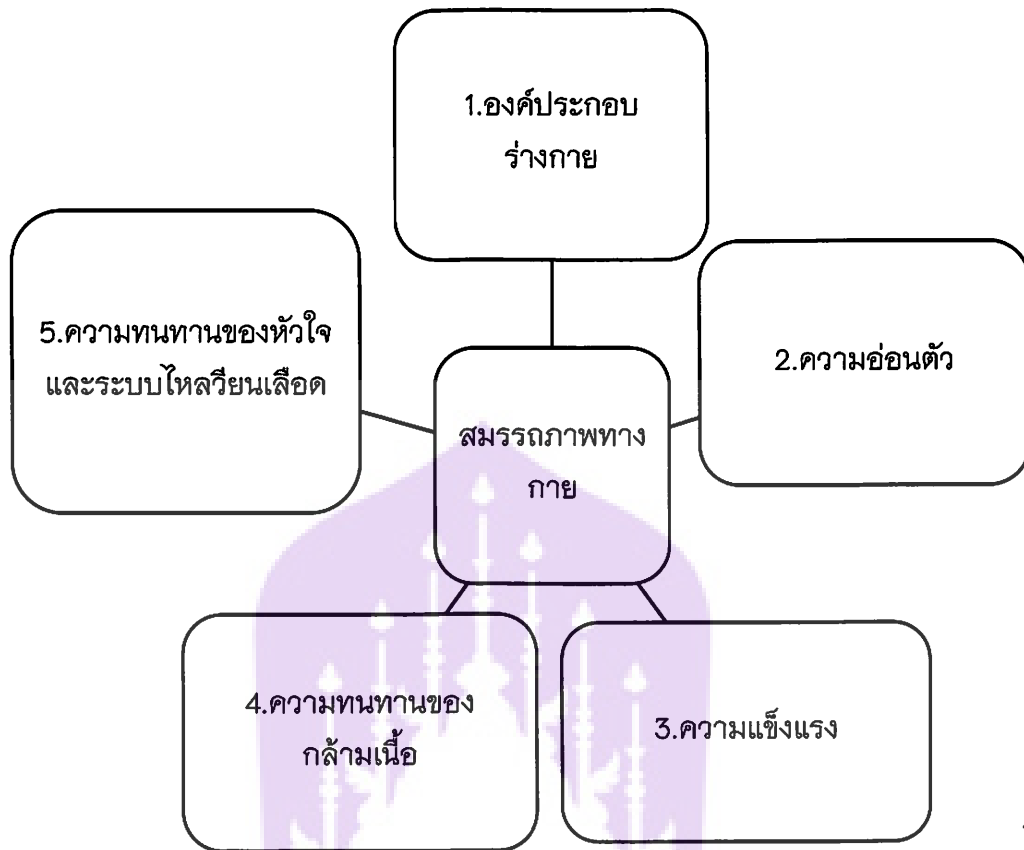 1.องค์ประกอบ
ร่างกาย
2.ความอ่อนตัว
3.ความแข็งแรง
4.ความทนทานของ
กล้ามเนื้อ
5.ความทนทานของหัวใจ
และระบบไหลวียนเลือด
สมรรถภาพทาง
กาย